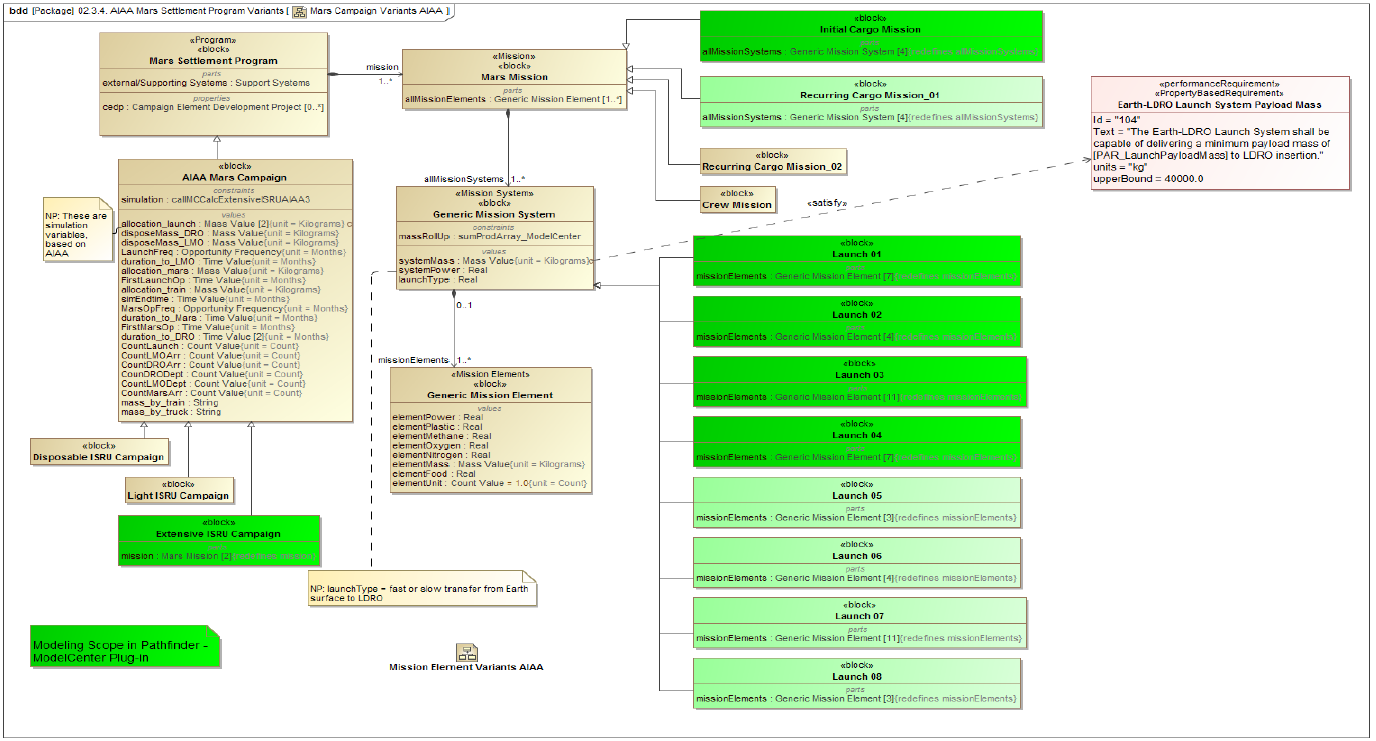 bdd [Package] 02.3.4. AIAA Mars Settlement Program Variants [ Mars Campaign Variants AIAA ]
«Program»
«block»
Mars Settlement Program
parts
external/Supporting Systems : Support Systems
properties
cedp : Campaign Element Development Project [0..*]
mission
1..*
«Mission»
«block»
Mars Mission
parts
allMissionElements : Generic Mission Element [1..*]
«block»
Initial Cargo Mission
parts
allMissionSystems : Generic Mission System [4]{redefines allMissionSystems}
«block»
Recurring Cargo Mission_01
parts
allMissionSystems : Generic Mission System [4]{redefines allMissionSystems}
«block»
Recurring Cargo Mission_02
«block»
Crew Mission
«performanceRequirement»
«PropertyBasedRequirement»
Earth-LDRO Launch System Payload Mass
Id = "104"
Text = "The Earth-LDRO Launch System shall be
capable of delivering a minimum payload mass of
[PAR_LaunchPayloadMass] to LDRO insertion."
units = "kg"
upperBound = 40000.0
«satisfy»
«block»
AIAA Mars Campaign
constraints
simulation : callMCCalcExtensiveISRUAIAA3
values
allocation_launch : Mass Value [2]{unit = Kilograms}
disposeMass_DRO : Mass Value{unit = Kilograms}
disposeMass_LMO : Mass Value{unit = Kilograms}
LaunchFreq : Opportunity Frequency{unit = Months}
duration_to_LMO : Time Value{unit = Months}
allocation_mars : Mass Value{unit = Kilograms}
FirstLaunchOp : Time Value{unit = Months}
allocation_train : Mass Value{unit = Kilograms}
simEndtime : Time Value{unit = Months}
MarsOpFreq : Opportunity Frequency{unit = Months}
duration_to_Mars : Time Value{unit = Months}
FirstMarsOp : Time Value{unit = Months}
duration_to_DRO : Time Value [2]{unit = Months}
CountLaunch : Count Value{unit = Count}
CountLMOArr : Count Value{unit = Count}
CountDROArr : Count Value{unit = Count}
CounDRODept : Count Value{unit = Count}
CountLMODept : Count Value{unit = Count}
CountMarsArr : Count Value{unit = Count}
mass_by_train : String
mass_by_truck : String
NP: These are
simulation
variables,
based on
AIAA
allMissionSystems
1..*
«Mission System»
«block»
Generic Mission System
constraints
massRollUp : sumProdArray_ModelCenter
values
systemMass : Mass Value{unit = Kilograms}
systemPower : Real
launchType : Real
0..1
missionElements
1..*
«Mission Element»
«block»
Generic Mission Element
values
elementPower : Real
elementPlastic : Real
elementMethane : Real
elementOxygen : Real
elementNitrogen : Real
elementMass : Mass Value{unit = Kilograms}
elementFood : Real
elementUnit : Count Value = 1.0{unit = Count}
«block»
Launch 01
missionElements : Generic Mission Element [7]{redefines missionElements}
«block»
Launch 02
missionElements : Generic Mission Element [4]{redefines missionElements}
«block»
Launch 03
missionElements : Generic Mission Element [11]{redefines missionElements}
«block»
Launch 04
missionElements : Generic Mission Element [7]{redefines missionElements}
«block»
Launch 05
parts
missionElements : Generic Mission Element [3]{redefines missionElements}
«block»
Launch 06
parts
missionElements : Generic Mission Element [4]{redefines missionElements}
«block»
Launch 07
parts
missionElements : Generic Mission Element [11]{redefines missionElements}
«block»
Launch 08
parts
missionElements : Generic Mission Element [3]{redefines missionElements}
«block»
Disposable ISRU Campaign
«block»
Light ISRU Campaign
«block»
Extensive ISRU Campaign
mission : Mars Mission [2]{redefines mission}
NP: launchType = fast or slow transfer from Earth
surface to LDRO
Modeling Scope in Pathfinder -
ModelCenter Plug-in
Mission Element Variants AIAA